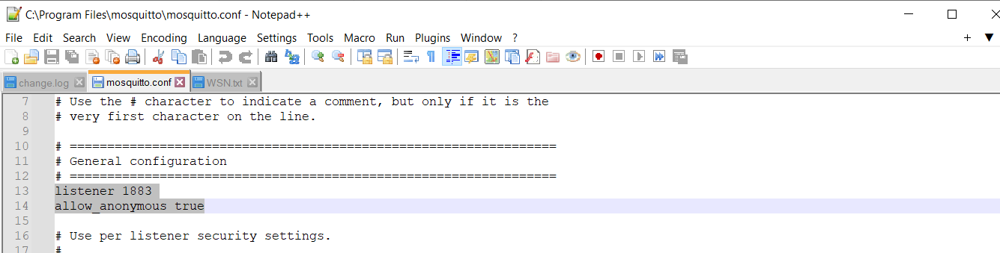 C:\Program Files\mosquitto\mosquitto.conf - Notepad++
File Edit Search View Encoding Language Settings Tools Macro Run Plugins Window ?
change.log mosquitto.conf WSN.txt
7 # Use the # character to indicate a comment, but only if it is the
8 # very first character on the line.
9
10 # =================================================================
11 # General configuration
12 # =================================================================
13 listener 1883
14 allow_anonymous true
15
16 # Use per listener security settings.
17 #